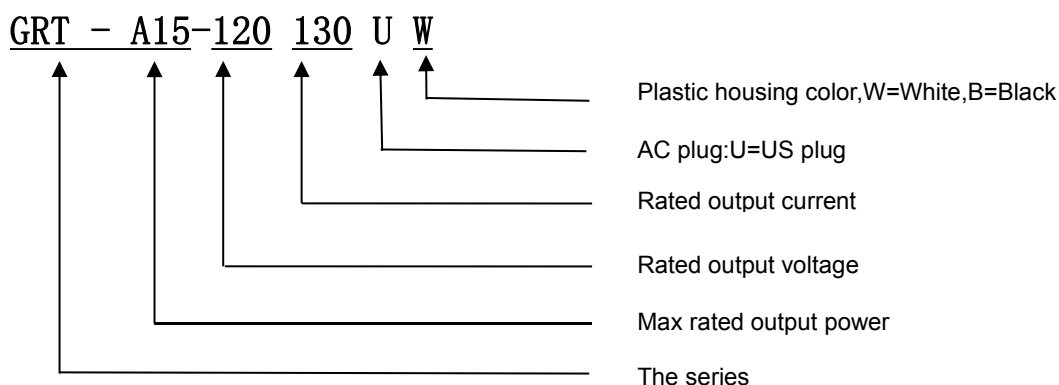 GRT - A15-120 130 U W
Plastic housing color,W=White,B=Black
AC plug:U=US plug
Rated output current
Rated output voltage
Max rated output power
The series